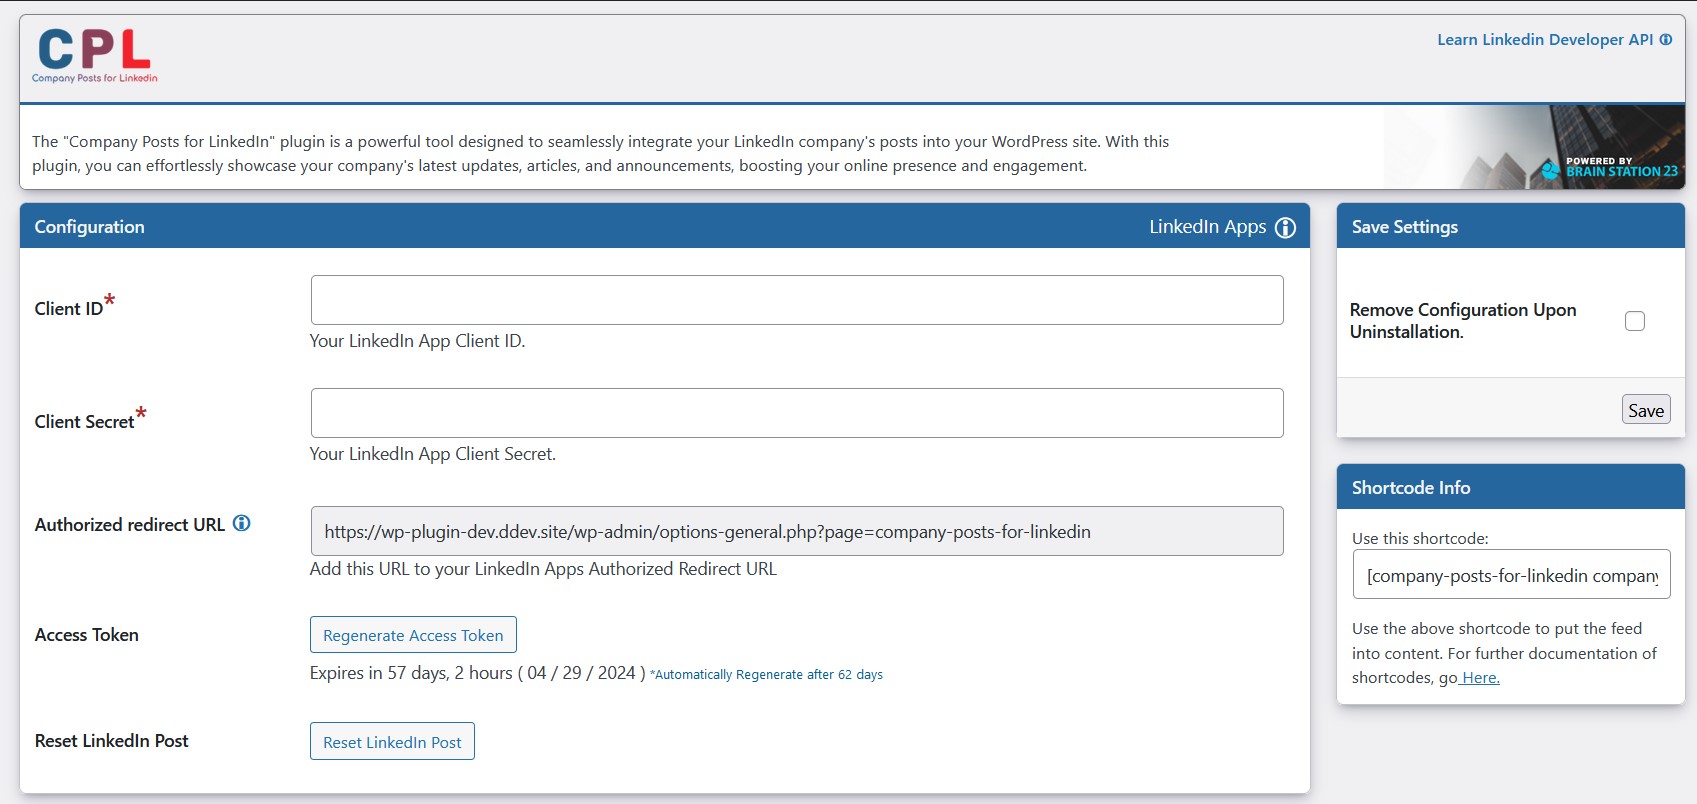 CPL
Company Posts for Linkedin
Learn Linkedin Developer API
The "Company Posts for LinkedIn" plugin is a powerful tool designed to seamlessly integrate your LinkedIn company's posts into your WordPress site. With this
plugin, you can effortlessly showcase your company's latest updates, articles, and announcements, boosting your online presence and engagement.
POWERED BY
BRAIN STATION 23
Configuration
LinkedIn Apps
Client ID*
Your LinkedIn App Client ID.
Client Secret*
Your LinkedIn App Client Secret.
Authorized redirect URL
https://wp-plugin-dev.ddev.site/wp-admin/options-general.php?page=company-posts-for-linkedin
Add this URL to your LinkedIn Apps Authorized Redirect URL
Access Token
Regenerate Access Token
Expires in 57 days, 2 hours ( 04 / 29 / 2024 ) *Automatically Regenerate after 62 days
Reset LinkedIn Post
Reset LinkedIn Post
Save Settings
Remove Configuration Upon
Uninstallation.
Save
Shortcode Info
Use this shortcode:
[company-posts-for-linkedin company
Use the above shortcode to put the feed
into content. For further documentation of
shortcodes, go Here.